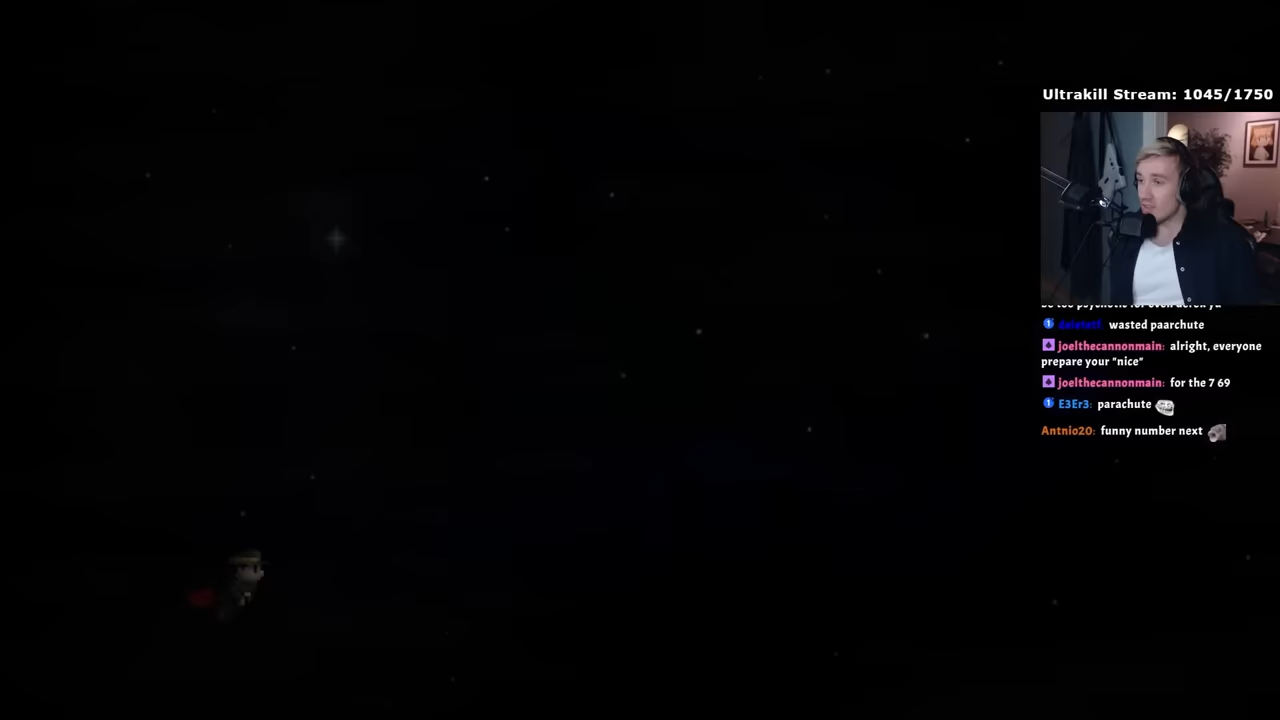 Ultrakill Stream: 1045/1750
wasted paarchute
joelthecannonmain: alright, everyone
prepare your "nice"
joelthecannonmain: for the 7 69
E3Er3: parachute
Antnio20: funny number next